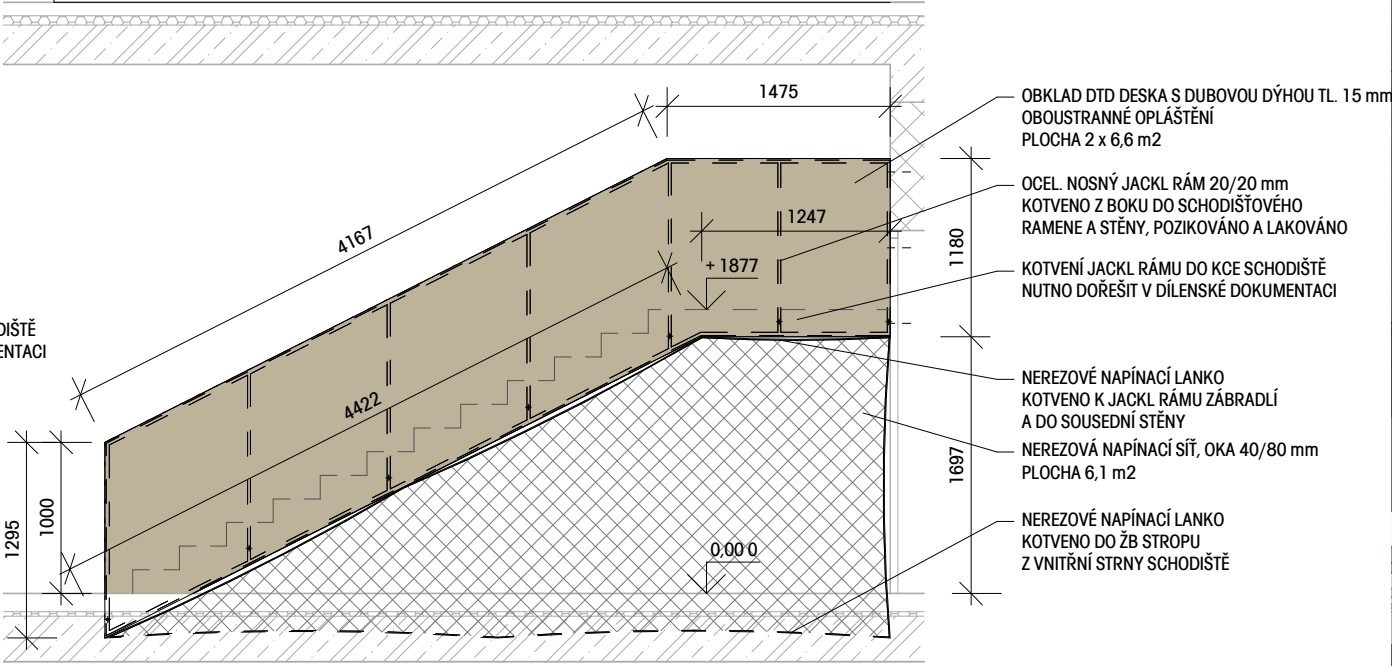 1475
OBKLAD DTD DESKA S DUBOVOU DÝHOU TL. 15 mm
OBOUSTRANNÉ OPLÁŠTĚNÍ
PLOCHA 2 x 6,6 m2
OCEL. NOSNÝ JACKL RÁM 20/20 mm
KOTVENO Z BOKU DO SCHODIŠŤOVÉHO
RAMENE A STĚNY, POZIKOVÁNO A LAKOVÁNO
4167
1247
1180
+ 1877
KOTVENÍ JACKL RÁMU DO KCE SCHODIŠTĚ
NUTNO DOŘEŠIT V DÍLENSKÉ DOKUMENTACI
DIŠTĚ
ENTACI
NEREZOVÉ NAPÍNACÍ LANKO
KOTVENO K JACKL RÁMU ZÁBRADLÍ
A DO SOUSEDNÍ STĚNY
4422
NEREZOVÁ NAPÍNACÍ SÍŤ, OKA 40/80 mm
PLOCHA 6,1 m2
1697
1295
1000
NEREZOVÉ NAPÍNACÍ LANKO
KOTVENO DO ŽB STROPU
Z VNITŘNÍ STRNY SCHODIŠTĚ
0,00 0